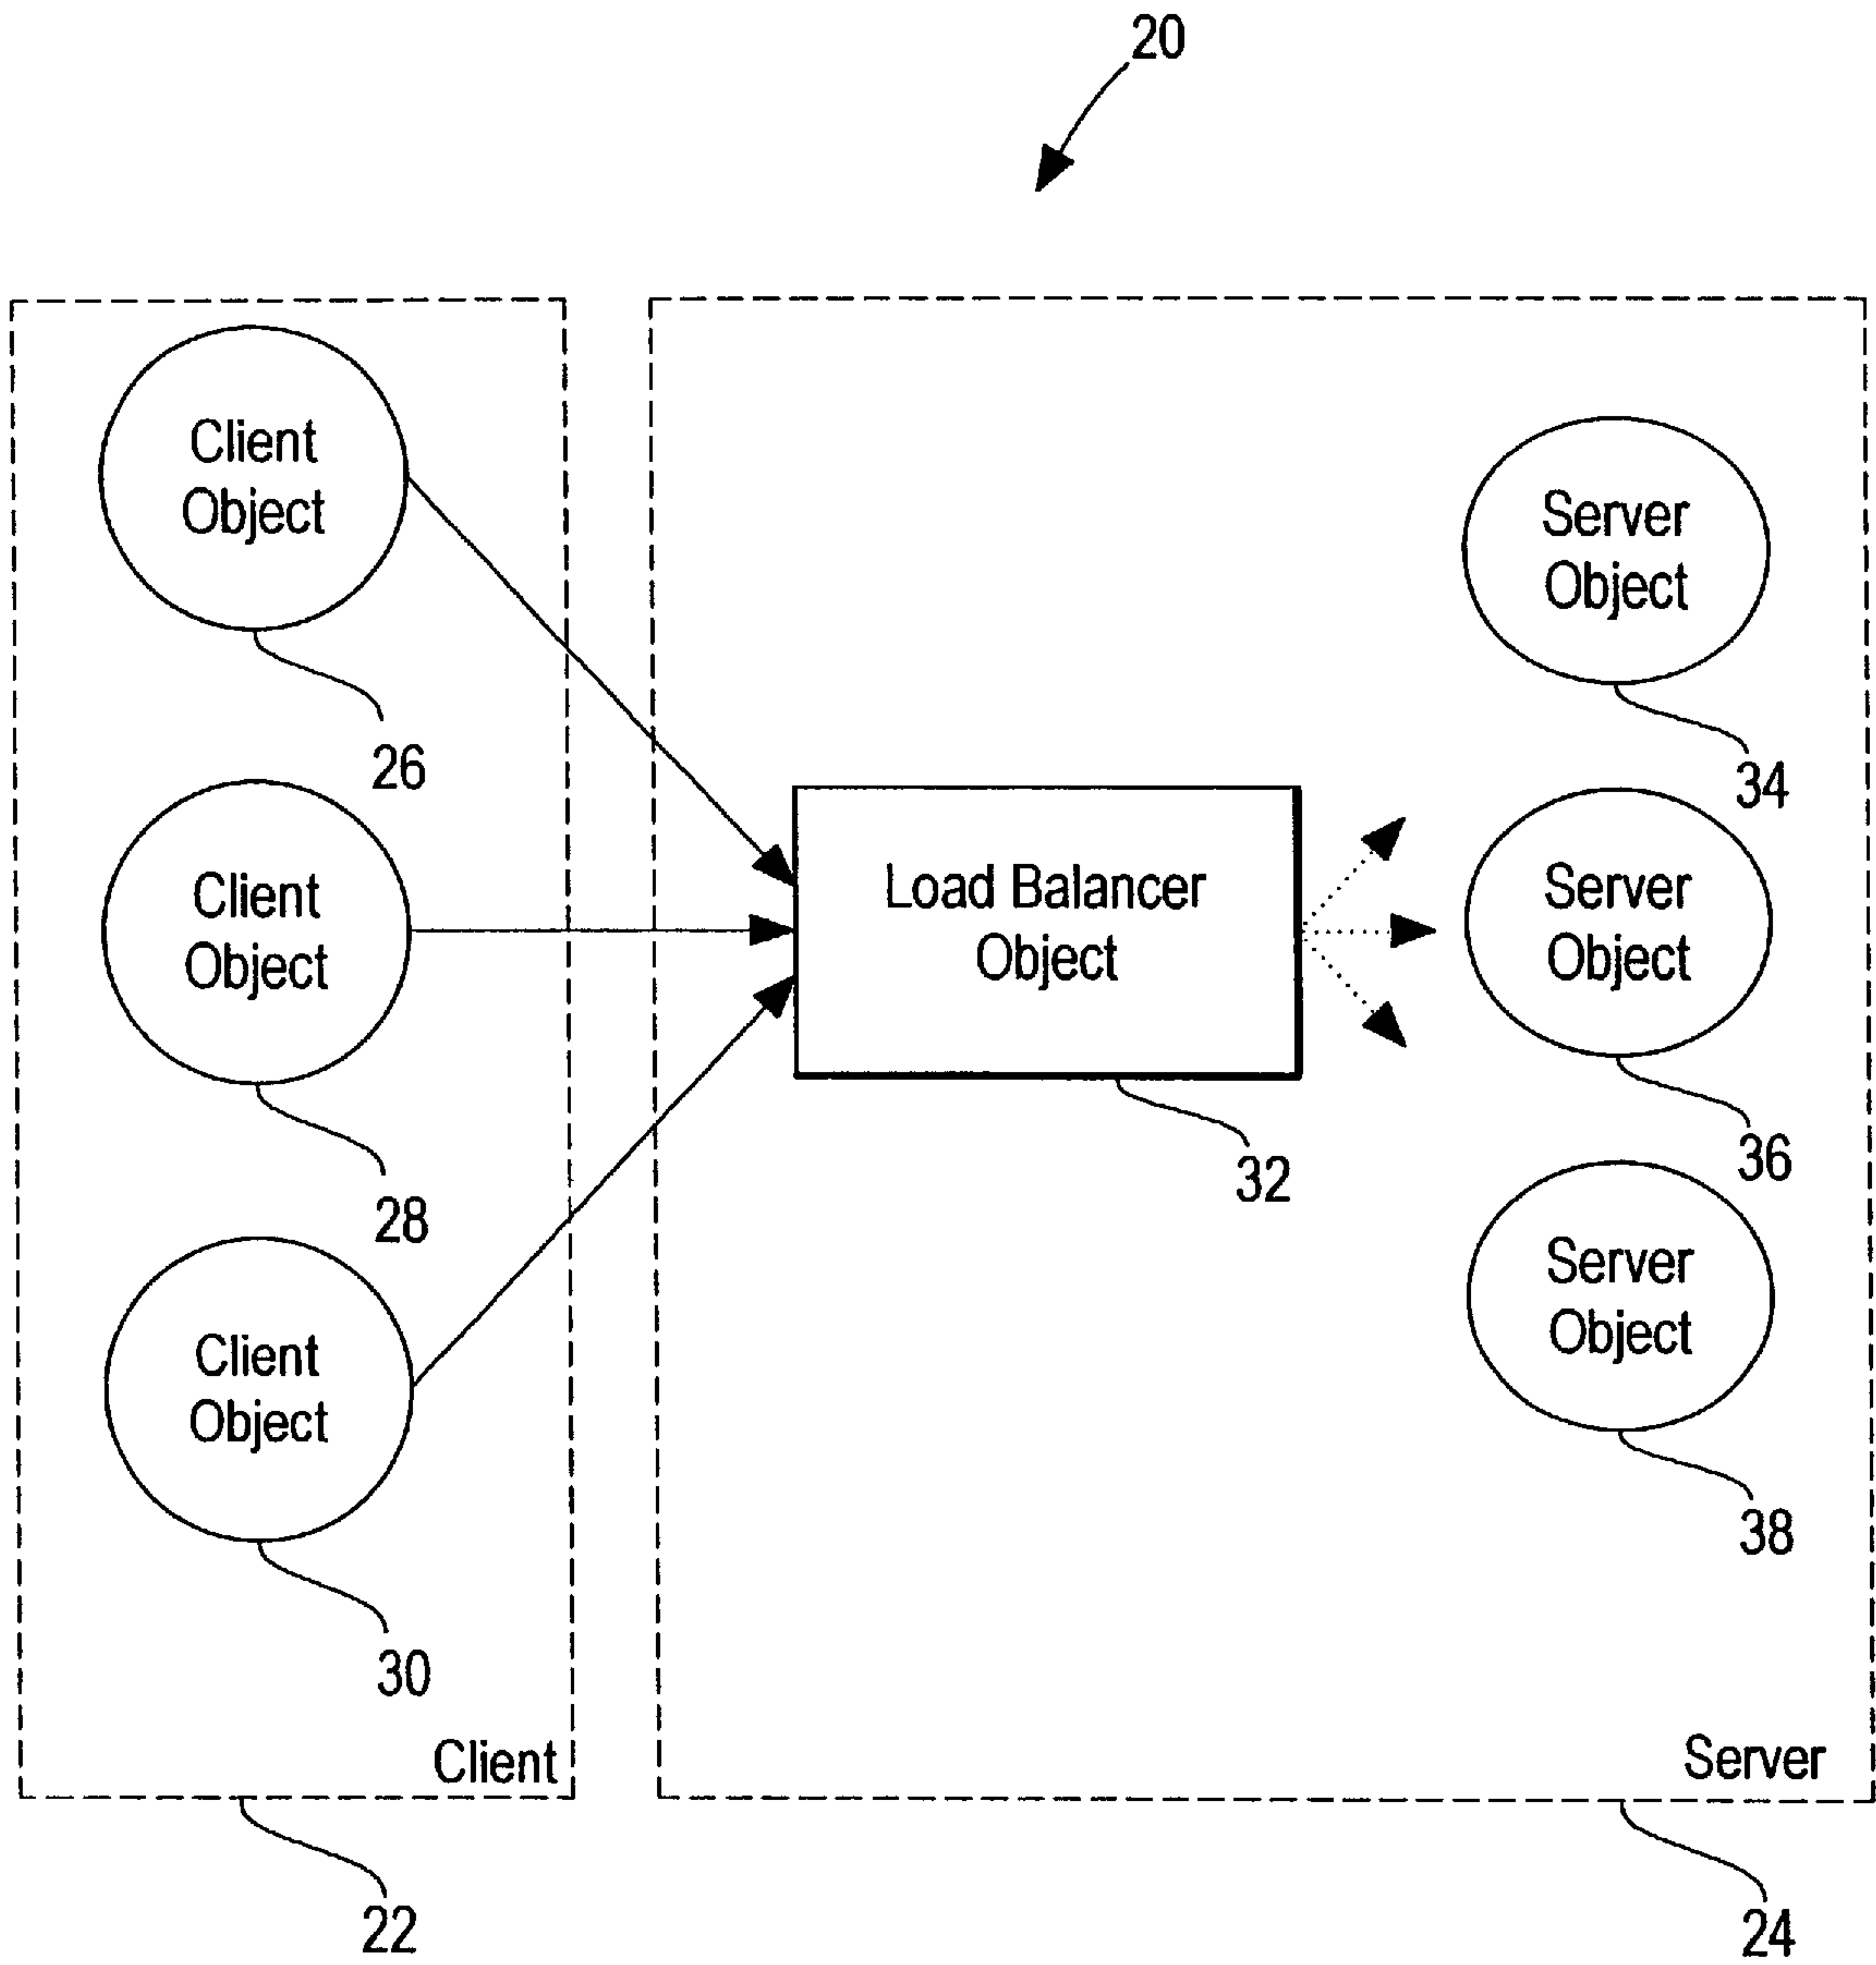 20
Client
Object
26
Client
Object
28
Client
Object
30
Client
22
Load Balancer
Object
32
Server
Object
34
Server
Object
36
Server
Object
38
Server
24